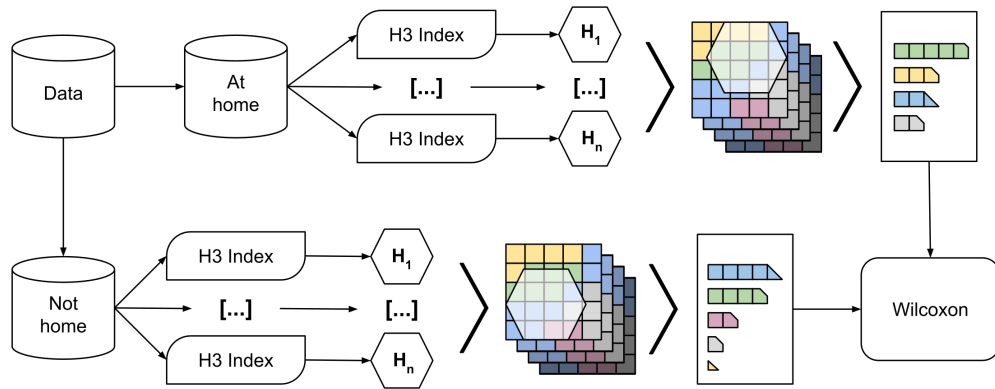 Data
At
home
H3 Index
H1
[...]
[...]
H3 Index
Hn
Not
home
H3 Index
H1
[...]
[...]
H3 Index
Hn
Wilcoxon